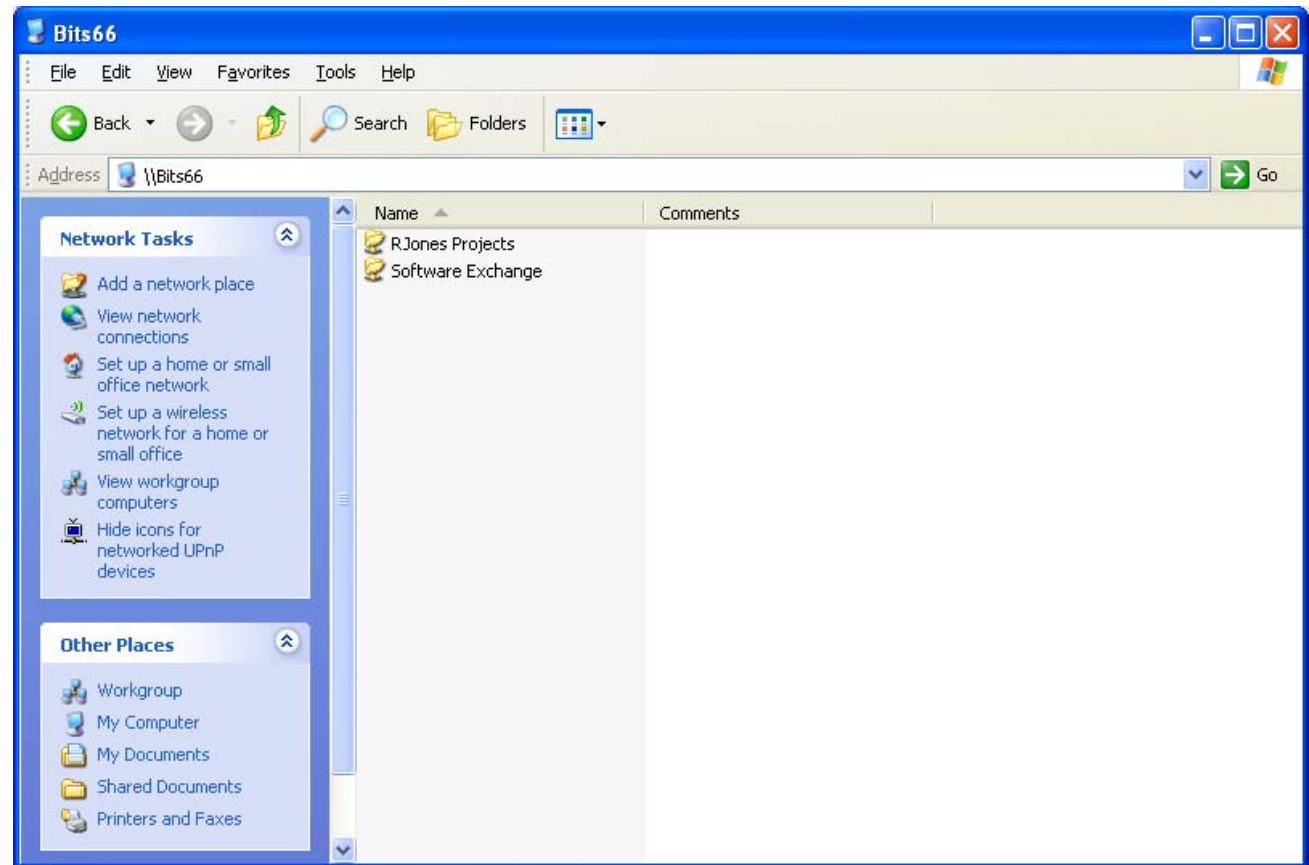 Bits66
File Edit View Favorites Tools Help
Back Search Folders
Address \\Bits66 Go
Name Comments
RJones Projects
Software Exchange
Network Tasks
Add a network place
View network
connections
Set up a home or small
office network
Set up a wireless
network for a home or
small office
View workgroup
computers
Hide icons for
networked UPnP
devices
Other Places
Workgroup
My Computer
My Documents
Shared Documents
Printers and Faxes